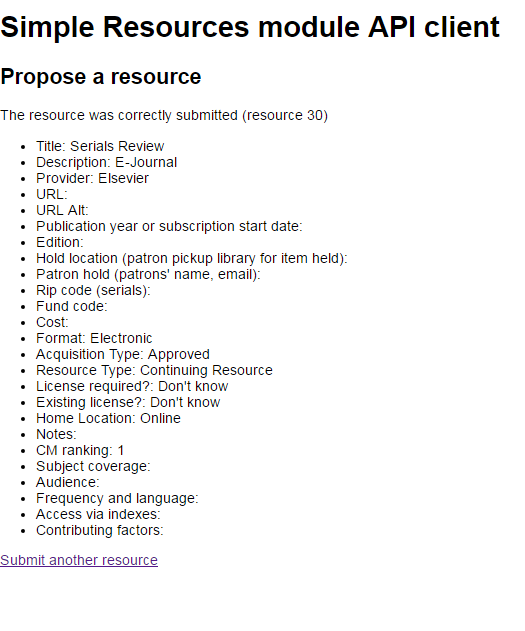 Simple Resources module API client
Propose a resource
The resource was correctly submitted (resource 30)
Title: Serials Review
Description: E-Journal
Provider: Elsevier
URL:
URL Alt:
Publication year or subscription start date:
Edition:
Hold location (patron pickup library for item held):
Patron hold (patrons' name, email):
Rip code (serials):
Fund code:
Cost:
Format: Electronic
Acquisition Type: Approved
Resource Type: Continuing Resource
License required?: Don't know
Existing license?: Don't know
Home Location: Online
Notes:
CM ranking: 1
Subject coverage:
Audience:
Frequency and language:
Access via indexes:
Contributing factors:
Submit another resource